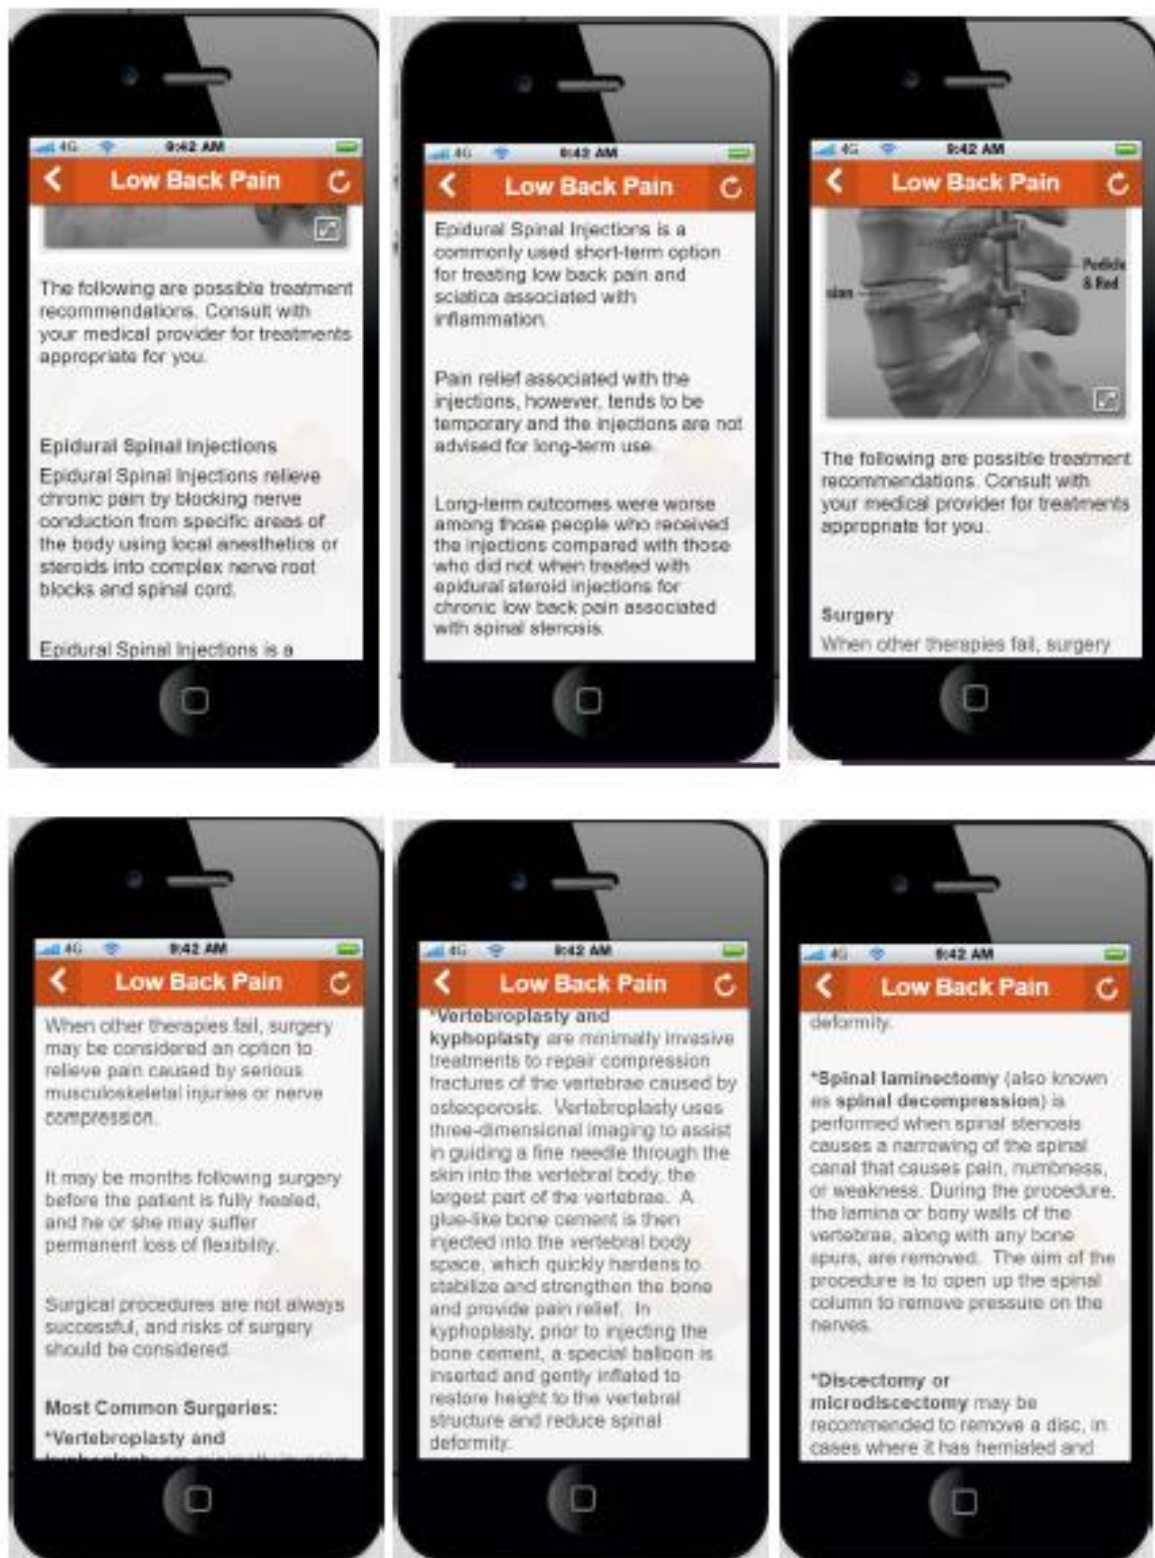 4G 9:42 AM
Low Back Pain
The following are possible treatment
recommendations. Consult with
your medical provider for treatments
appropriate for you.
Epidural Spinal Injections
Epidural Spinal Injections relieve
chronic pain by blocking nerve
conduction from specific areas of
the body using local anesthetics or
steroids into complex nerve root
blocks and spinal cord.
Epidural Spinal Injections is a
4G 9:42 AM
Low Back Pain
Epidural Spinal Injections is a
commonly used short-term option
for treating low back pain and
sciatica associated with
inflammation.
Pain relief associated with the
injections, however, tends to be
temporary and the injections are not
advised for long-term use.
Long-term outcomes were worse
among those people who received
the injections compared with those
who did not when treated with
epidural steroid injections for
chronic low back pain associated
with spinal stenosis.
4G 9:42 AM
Low Back Pain
Pedicle
& Rod
sion
The following are possible treatment
recommendations. Consult with
your medical provider for treatments
appropriate for you.
Surgery
When other therapies fail, surgery
4G 9:42 AM
Low Back Pain
When other therapies fail, surgery
may be considered an option to
relieve pain caused by serious
musculoskeletal injuries or nerve
compression.
It may be months following surgery
before the patient is fully healed,
and he or she may suffer
permanent loss of flexibility.
Surgical procedures are not always
successful, and risks of surgery
should be considered.
Most Common Surgeries:
*Vertebroplasty and
4G 9:42 AM
Low Back Pain
*Vertebroplasty and
kyphoplasty are minimally invasive
treatments to repair compression
fractures of the vertebrae caused by
osteoporosis. Vertebroplasty uses
three-dimensional imaging to assist
in guiding a fine needle through the
skin into the vertebral body, the
largest part of the vertebrae. A
glue-like bone cement is then
injected into the vertebral body
space, which quickly hardens to
stabilize and strengthen the bone
and provide pain relief. In
kyphoplasty, prior to injecting the
bone cement, a special balloon is
inserted and gently inflated to
restore height to the vertebral
structure and reduce spinal
deformity.
4G 9:42 AM
Low Back Pain
deformity.
*Spinal laminectomy (also known
as spinal decompression) is
performed when spinal stenosis
causes a narrowing of the spinal
canal that causes pain, numbness,
or weakness. During the procedure,
the lamina or bony walls of the
vertebrae, along with any bone
spurs, are removed. The aim of the
procedure is to open up the spinal
column to remove pressure on the
nerves.
*Discectomy or
microdiscectomy may be
recommended to remove a disc, in
cases where it has herniated and